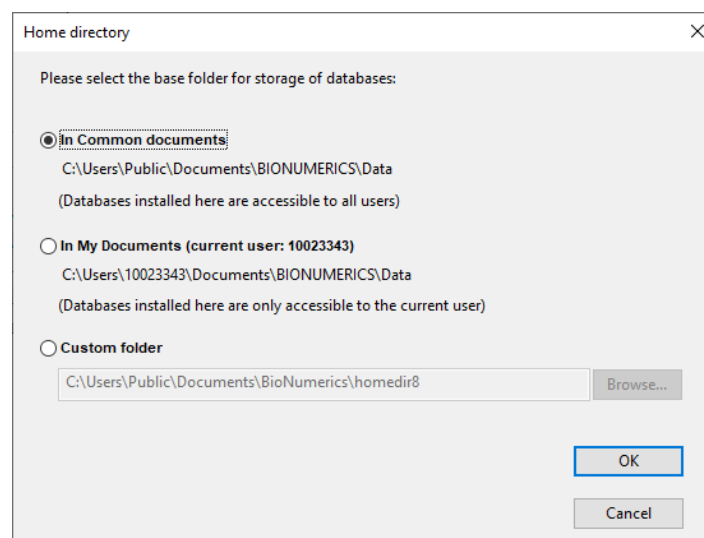 Home directory
Please select the base folder for storage of databases:
In Common documents
C:\Users\Public\Documents\BIONUMERICS\Data
(Databases installed here are accessible to all users)
In My Documents (current user: 10023343)
C:\Users\10023343\Documents\BIONUMERICS\Data
(Databases installed here are only accessible to the current user)
Custom folder
C:\Users\Public\Documents\BioNumerics\homedir8
Browse...
OK
Cancel